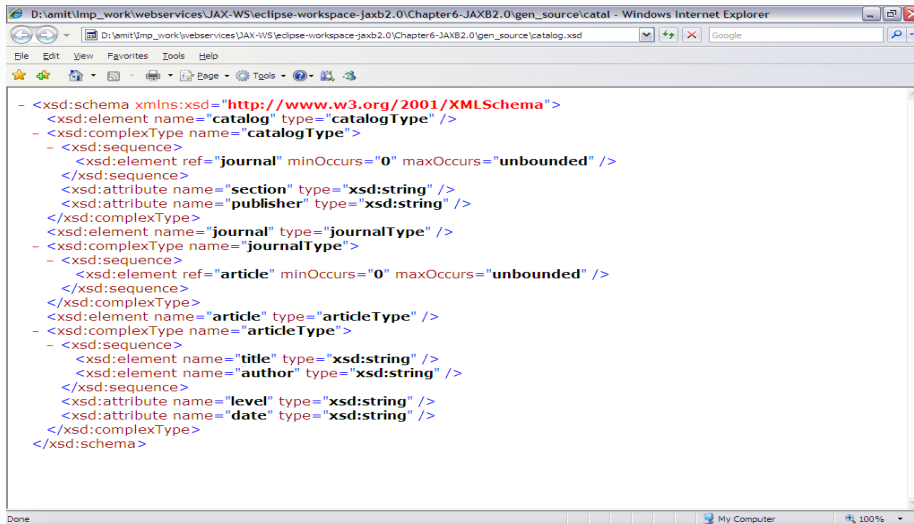 D:\amit\Imp_work\webservices\JAX-WS\eclipse-workspace-jaxb2.0\Chapter6-JAXB2.0\gen_source\catal - Windows Internet Explorer
D:\amit\Imp_work\webservices\JAX-WS\eclipse-workspace-jaxb2.0\Chapter6-JAXB2.0\gen_source\catalog.xsd Google
File Edit View Favorites Tools Help
Page Tools
- <xsd:schema xmlns:xsd="http://www.w3.org/2001/XMLSchema">
<xsd:element name="catalog" type="catalogType" />
- <xsd:complexType name="catalogType">
- <xsd:sequence>
<xsd:element ref="journal" minOccurs="0" maxOccurs="unbounded" />
</xsd:sequence>
<xsd:attribute name="section" type="xsd:string" />
<xsd:attribute name="publisher" type="xsd:string" />
</xsd:complexType>
<xsd:element name="journal" type="journalType" />
- <xsd:complexType name="journalType">
- <xsd:sequence>
<xsd:element ref="article" minOccurs="0" maxOccurs="unbounded" />
</xsd:sequence>
</xsd:complexType>
<xsd:element name="article" type="articleType" />
- <xsd:complexType name="articleType">
- <xsd:sequence>
<xsd:element name="title" type="xsd:string" />
<xsd:element name="author" type="xsd:string" />
</xsd:sequence>
<xsd:attribute name="level" type="xsd:string" />
<xsd:attribute name="date" type="xsd:string" />
</xsd:complexType>
</xsd:schema>
Done My Computer 100%